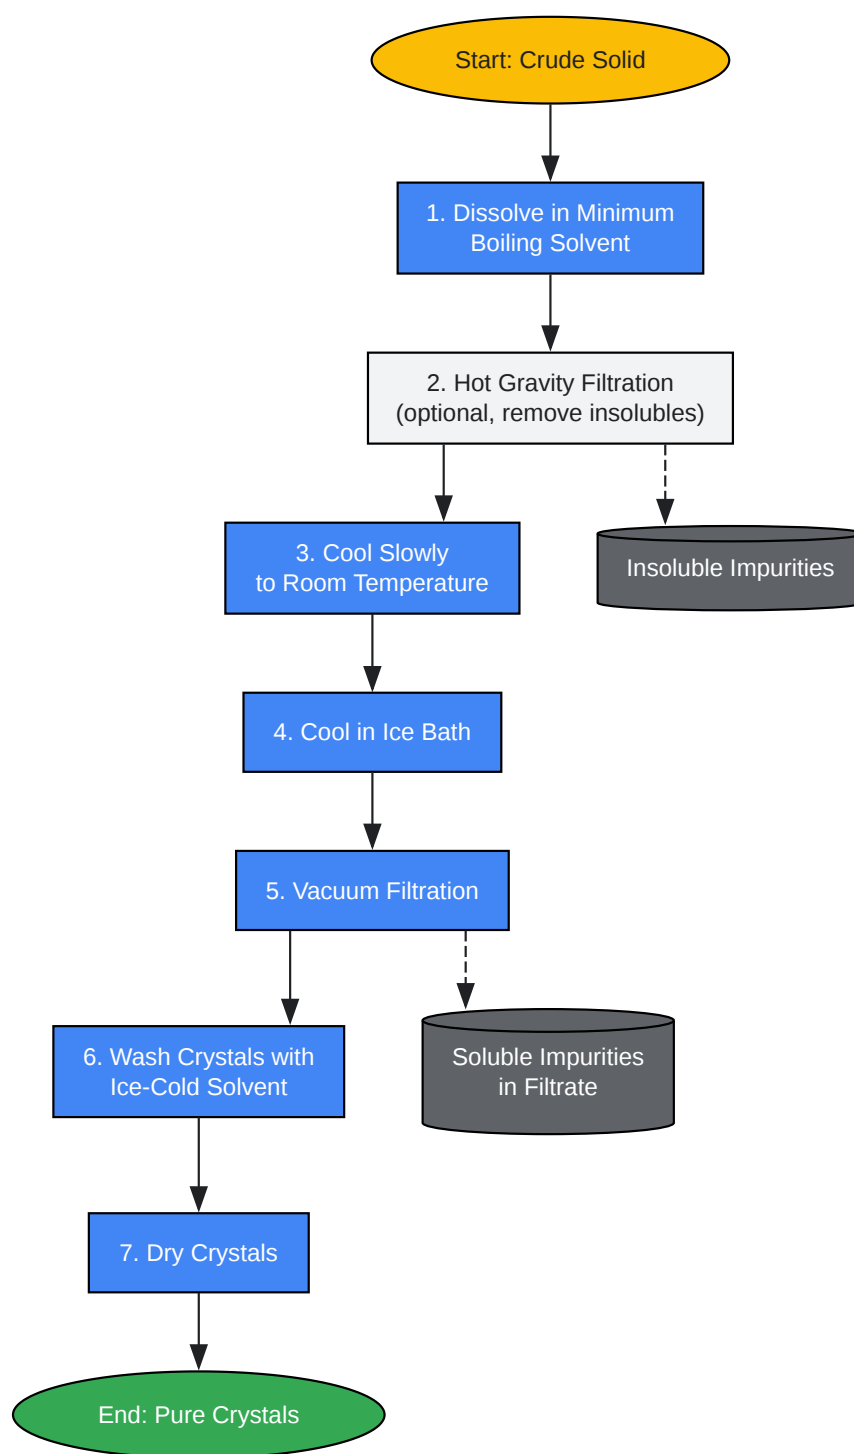 Start: Crude Solid
1. Dissolve in Minimum
Boiling Solvent
2. Hot Gravity Filtration
(optional, remove insolubles)
3. Cool Slowly
to Room Temperature
Insoluble Impurities
4. Cool in Ice Bath
5. Vacuum Filtration
6. Wash Crystals with
Ice-Cold Solvent
Soluble Impurities
in Filtrate
7. Dry Crystals
End: Pure Crystals